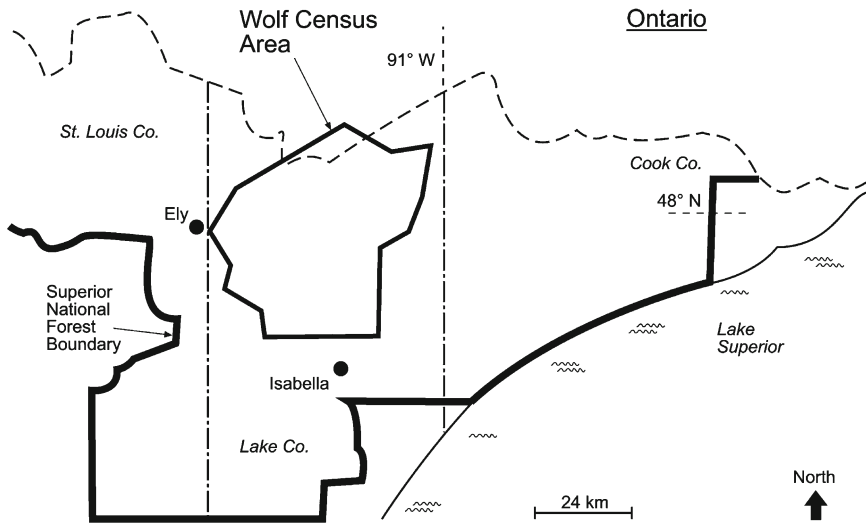 Wolf Census
Area
Ontario
91° W
St. Louis Co.
Cook Co.
48° N
Ely
Superior
National
Forest
Boundary
Lake
Superior
Isabella
Lake Co.
North
24 km